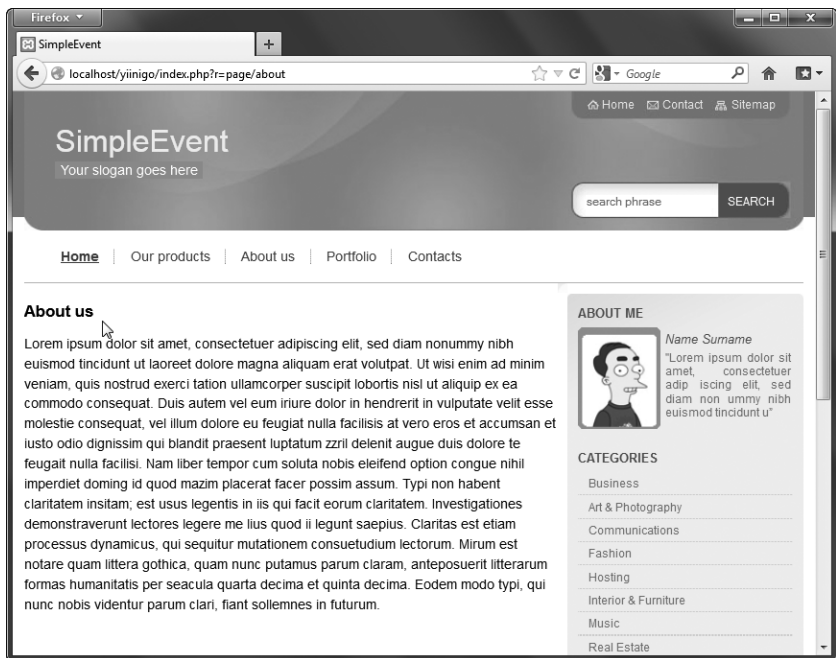 Firefox
SimpleEvent
localhost/yiinigo/index.php?r=page/about
Google
Home Contact Sitemap
SimpleEvent
Your slogan goes here
search phrase SEARCH
Home Our products About us Portfolio Contacts
About us
Lorem ipsum dolor sit amet, consectetuer adipiscing elit, sed diam nonummy nibh
euismod tincidunt ut laoreet dolore magna aliquam erat volutpat. Ut wisi enim ad minim
veniam, quis nostrud exerci tation ullamcorper suscipit lobortis nisl ut aliquip ex ea
commodo consequat. Duis autem vel eum iriure dolor in hendrerit in vulputate velit esse
molestie consequat, vel illum dolore eu feugiat nulla facilisis at vero eros et accumsan et
iusto odio dignissim qui blandit praesent luptatum zzril delenit augue duis dolore te
feugait nulla facilisi. Nam liber tempor cum soluta nobis eleifend option congue nihil
imperdiet doming id quod mazim placerat facer possim assum. Typi non habent
claritatem insitam; est usus legentis in iis qui facit eorum claritatem. Investigationes
demonstraverunt lectores legere me lius quod ii legunt saepius. Claritas est etiam
processus dynamicus, qui sequitur mutationem consuetudium lectorum. Mirum est
notare quam littera gothica, quam nunc putamus parum claram, anteposuerit litterarum
formas humanitatis per seacula quarta decima et quinta decima. Eodem modo typi, qui
nunc nobis videntur parum clari, fiant sollemnes in futurum.
ABOUT ME
Name Surname
"Lorem ipsum dolor sit
amet, consectetuer
adip iscing elit, sed
diam non ummy nibh
euismod tincidunt u"
CATEGORIES
Business
Art & Photography
Communications
Fashion
Hosting
Interior & Furniture
Music
Real Estate